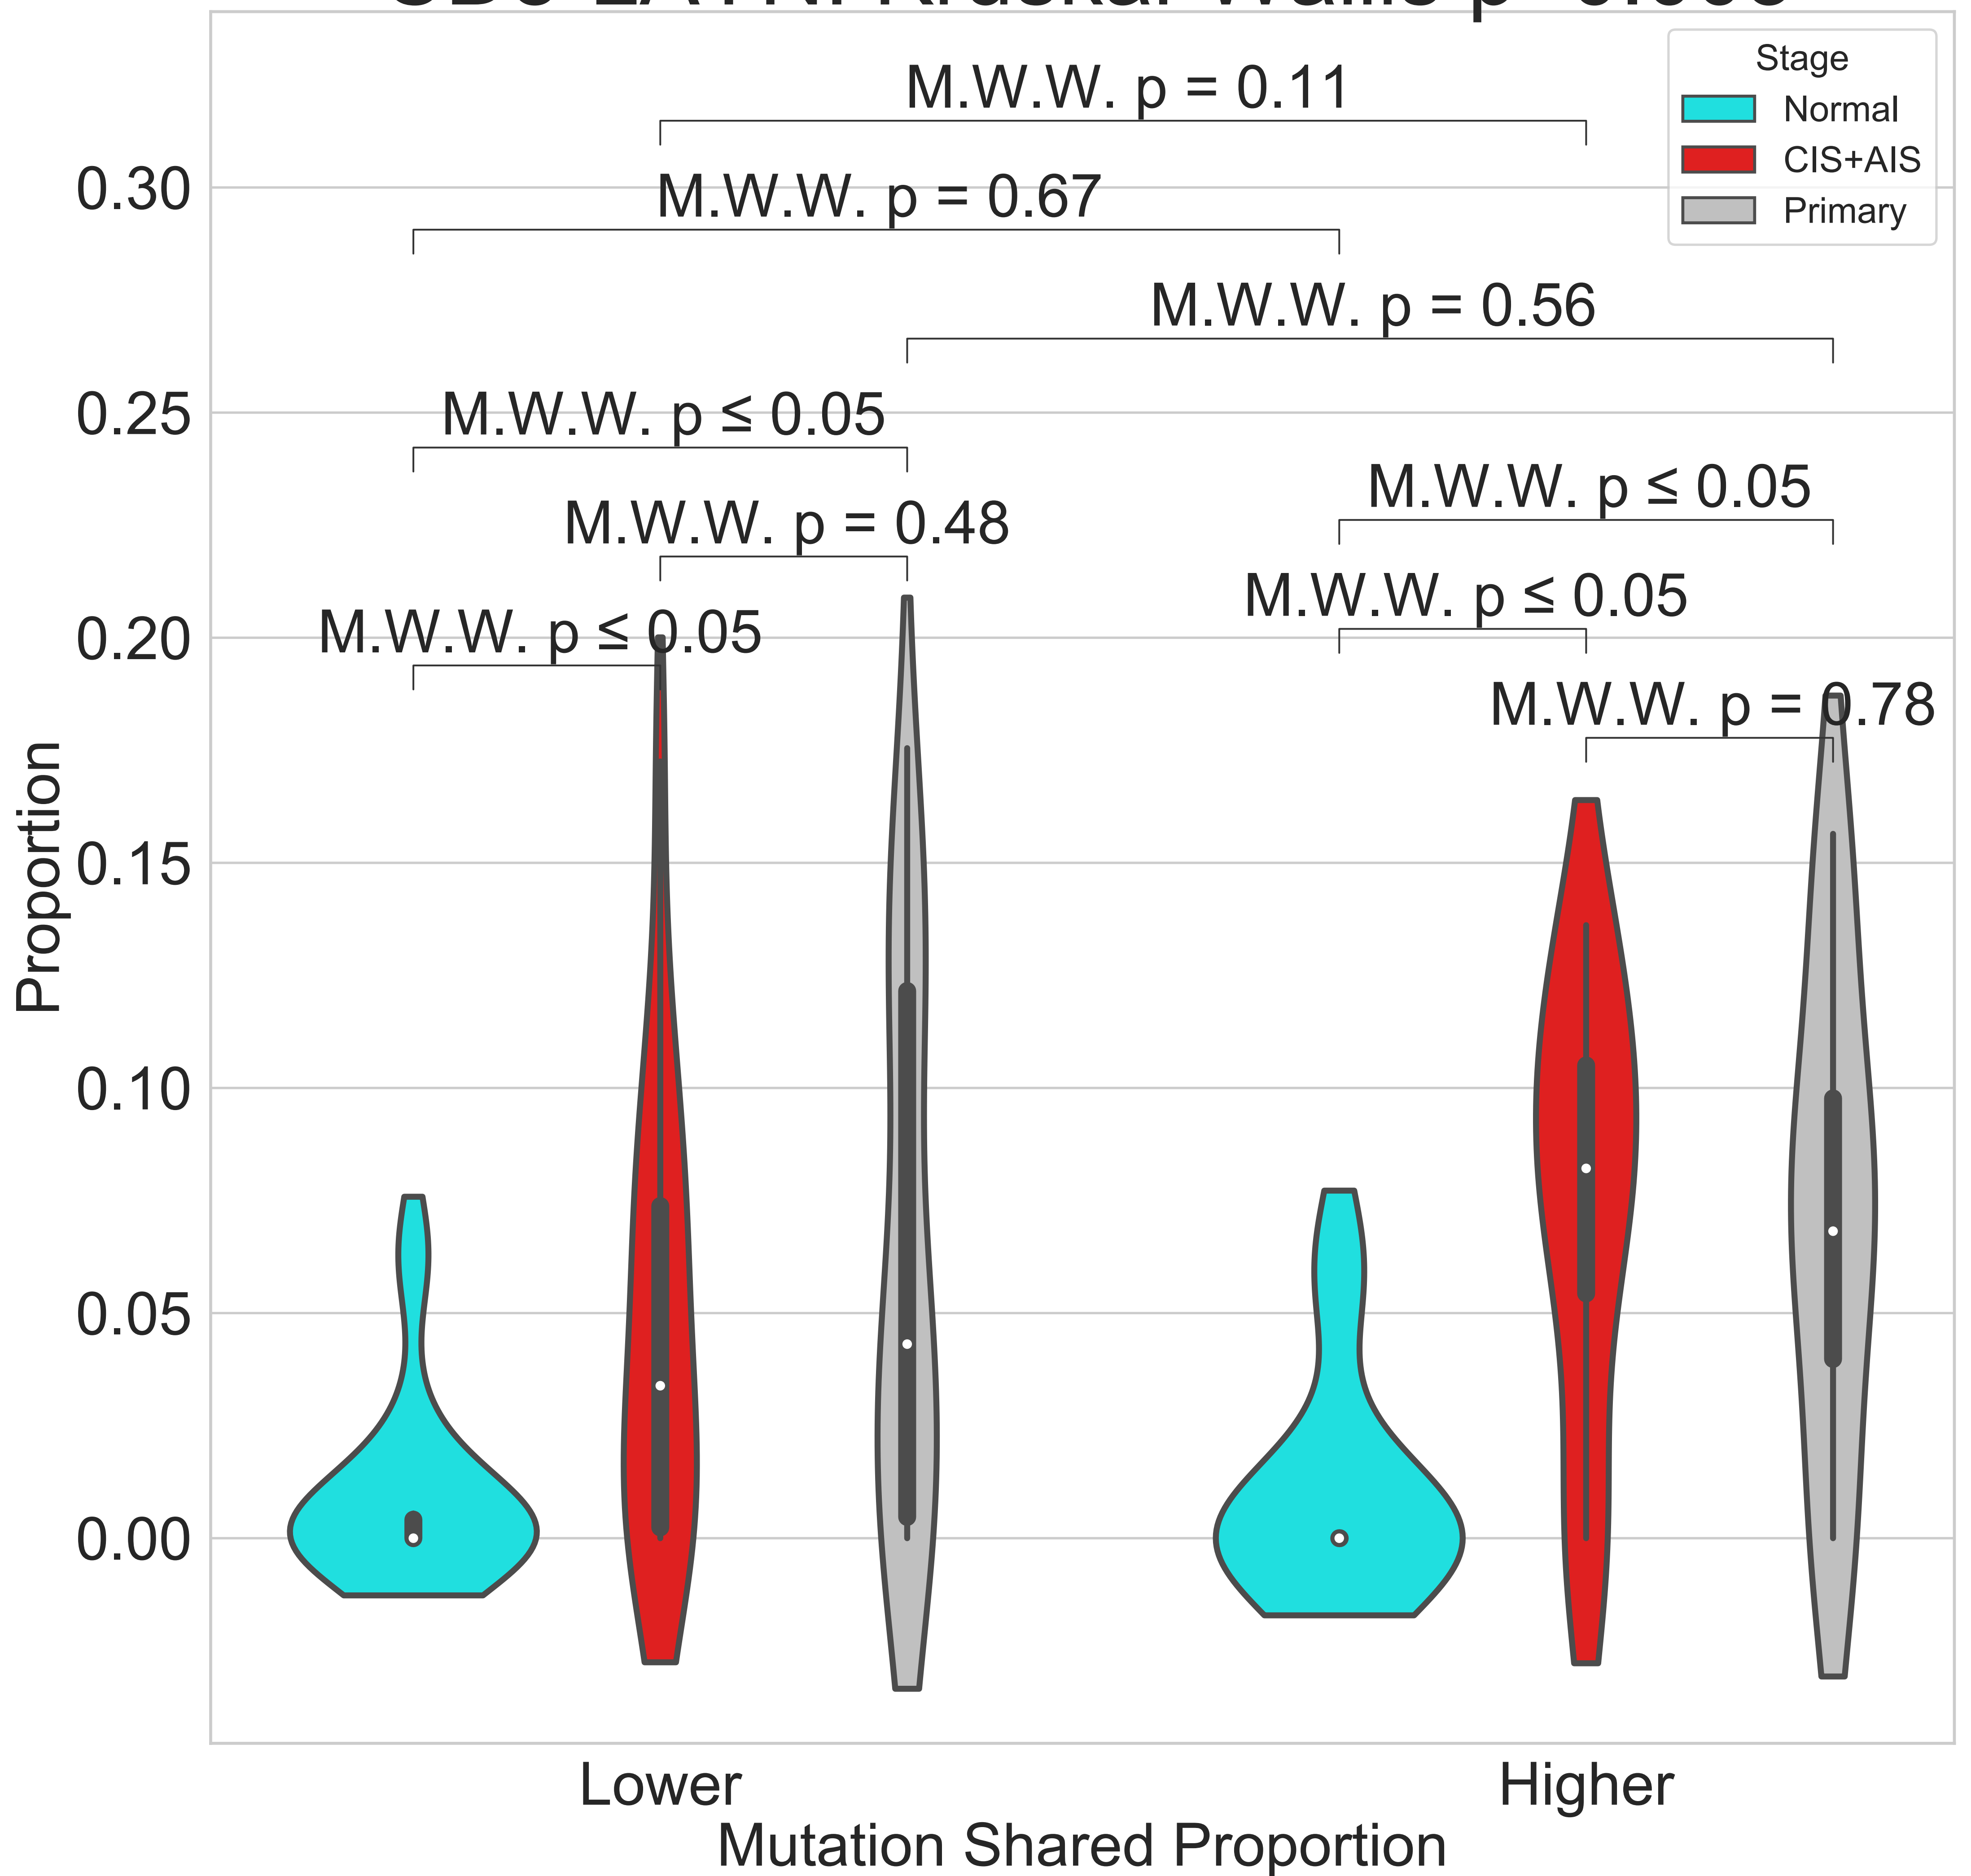 Stage
Normal
CIS+AIS
Primary
M.W.W. p = 0.11
M.W.W. p = 0.67
M.W.W. p = 0.56
M.W.W. p ≤ 0.05
M.W.W. p ≤ 0.05
M.W.W. p = 0.48
M.W.W. p ≤ 0.05
M.W.W. p ≤ 0.05
M.W.W. p = 0.78
0.30
0.25
0.20
0.15
0.10
0.05
0.00
Proportion
Lower
Higher
Mutation Shared Proportion